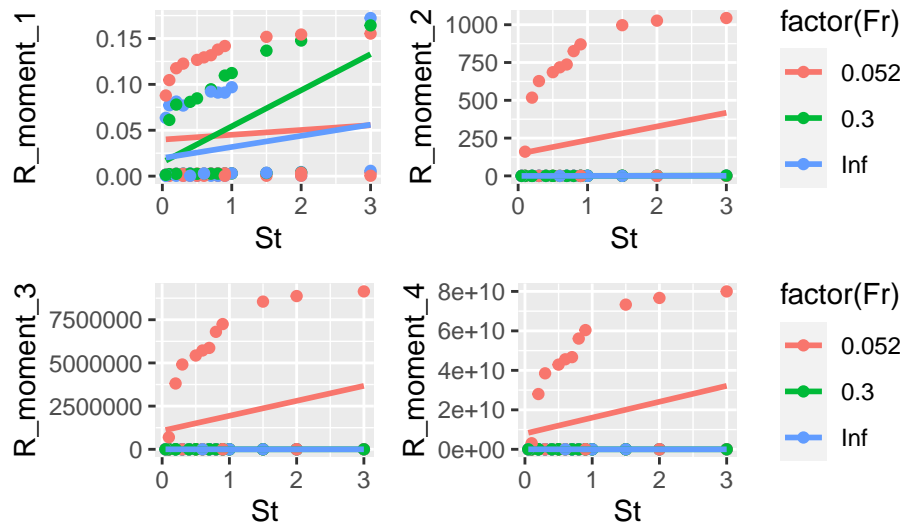 R_moment_1
0.15
0.10
0.05
0.00
0
1
2
3
St
R_moment_2
1000
750
500
250
0
0
1
2
3
St
factor(Fr)
0.052
0.3
Inf
R_moment_3
7500000
5000000
2500000
0
0
1
2
3
St
R_moment_4
8e+10
6e+10
4e+10
2e+10
0e+00
0
1
2
3
St
factor(Fr)
0.052
0.3
Inf